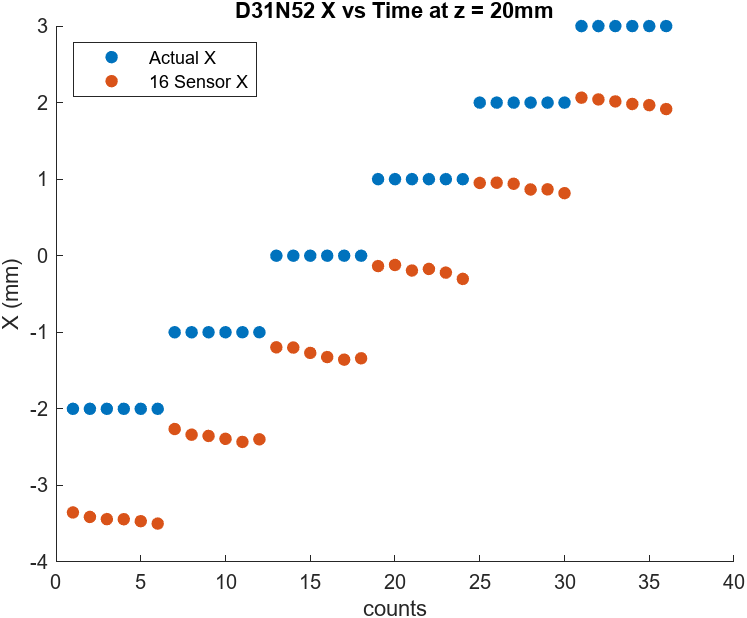 D31N52 X vs Time at z = 20mm
Actual X
16 Sensor X
3
2
1
0
-1
-2
-3
-4
X (mm)
0 5 10 15 20 25 30 35 40
counts